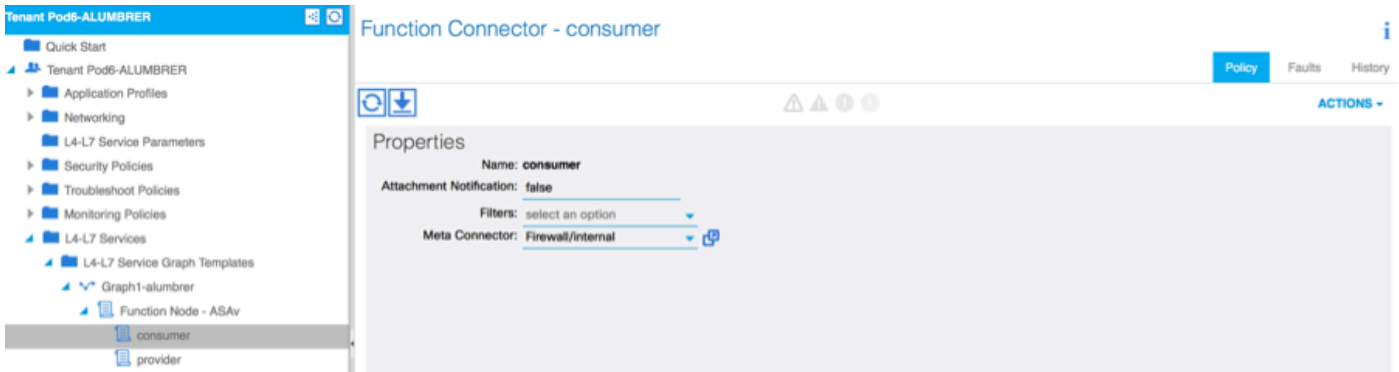 Tenant Pod6-ALUMBRER
Quick Start
Tenant Pod6-ALUMBRER
Application Profiles
Networking
L4-L7 Service Parameters
Security Policies
Troubleshoot Policies
Monitoring Policies
L4-L7 Services
L4-L7 Service Graph Templates
Graph1-alumbrer
Function Node - ASAv
consumer
provider
Function Connector - consumer
i
Policy Faults History
ACTIONS
Properties
Name: consumer
Attachment Notification: false
Filters: select an option
Meta Connector: Firewall/internal